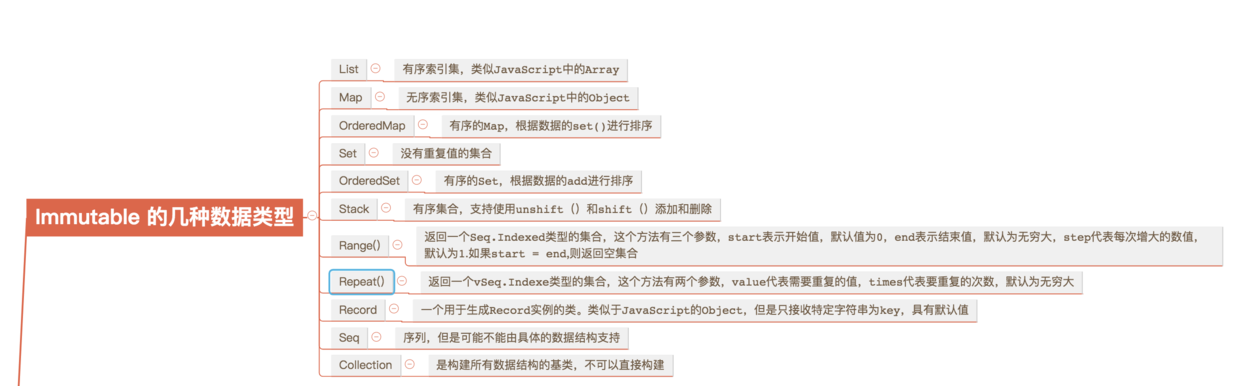 List
有序索引集，类似JavaScript中的Array
Map
无序索引集，类似JavaScript中的Object
OrderedMap
有序的Map，根据数据的set()进行排序
Set
没有重复值的集合
OrderedSet
有序的Set，根据数据的add进行排序
Immutable 的几种数据类型
Stack
有序集合，支持使用unshift（）和shift（）添加和删除
Range()
返回一个Seq.Indexed类型的集合，这个方法有三个参数，start表示开始值，默认值为0，end表示结束值，默认为无穷大，step代表每次增大的数值，
默认为1.如果start = end,则返回空集合
Repeat()
返回一个vSeq.Indexe类型的集合，这个方法有两个参数，value代表需要重复的值，times代表要重复的次数，默认为无穷大
Record
一个用于生成Record实例的类。类似于JavaScript的Object，但是只接收特定字符串为key，具有默认值
Seq
序列，但是可能不能由具体的数据结构支持
Collection
是构建所有数据结构的基类，不可以直接构建